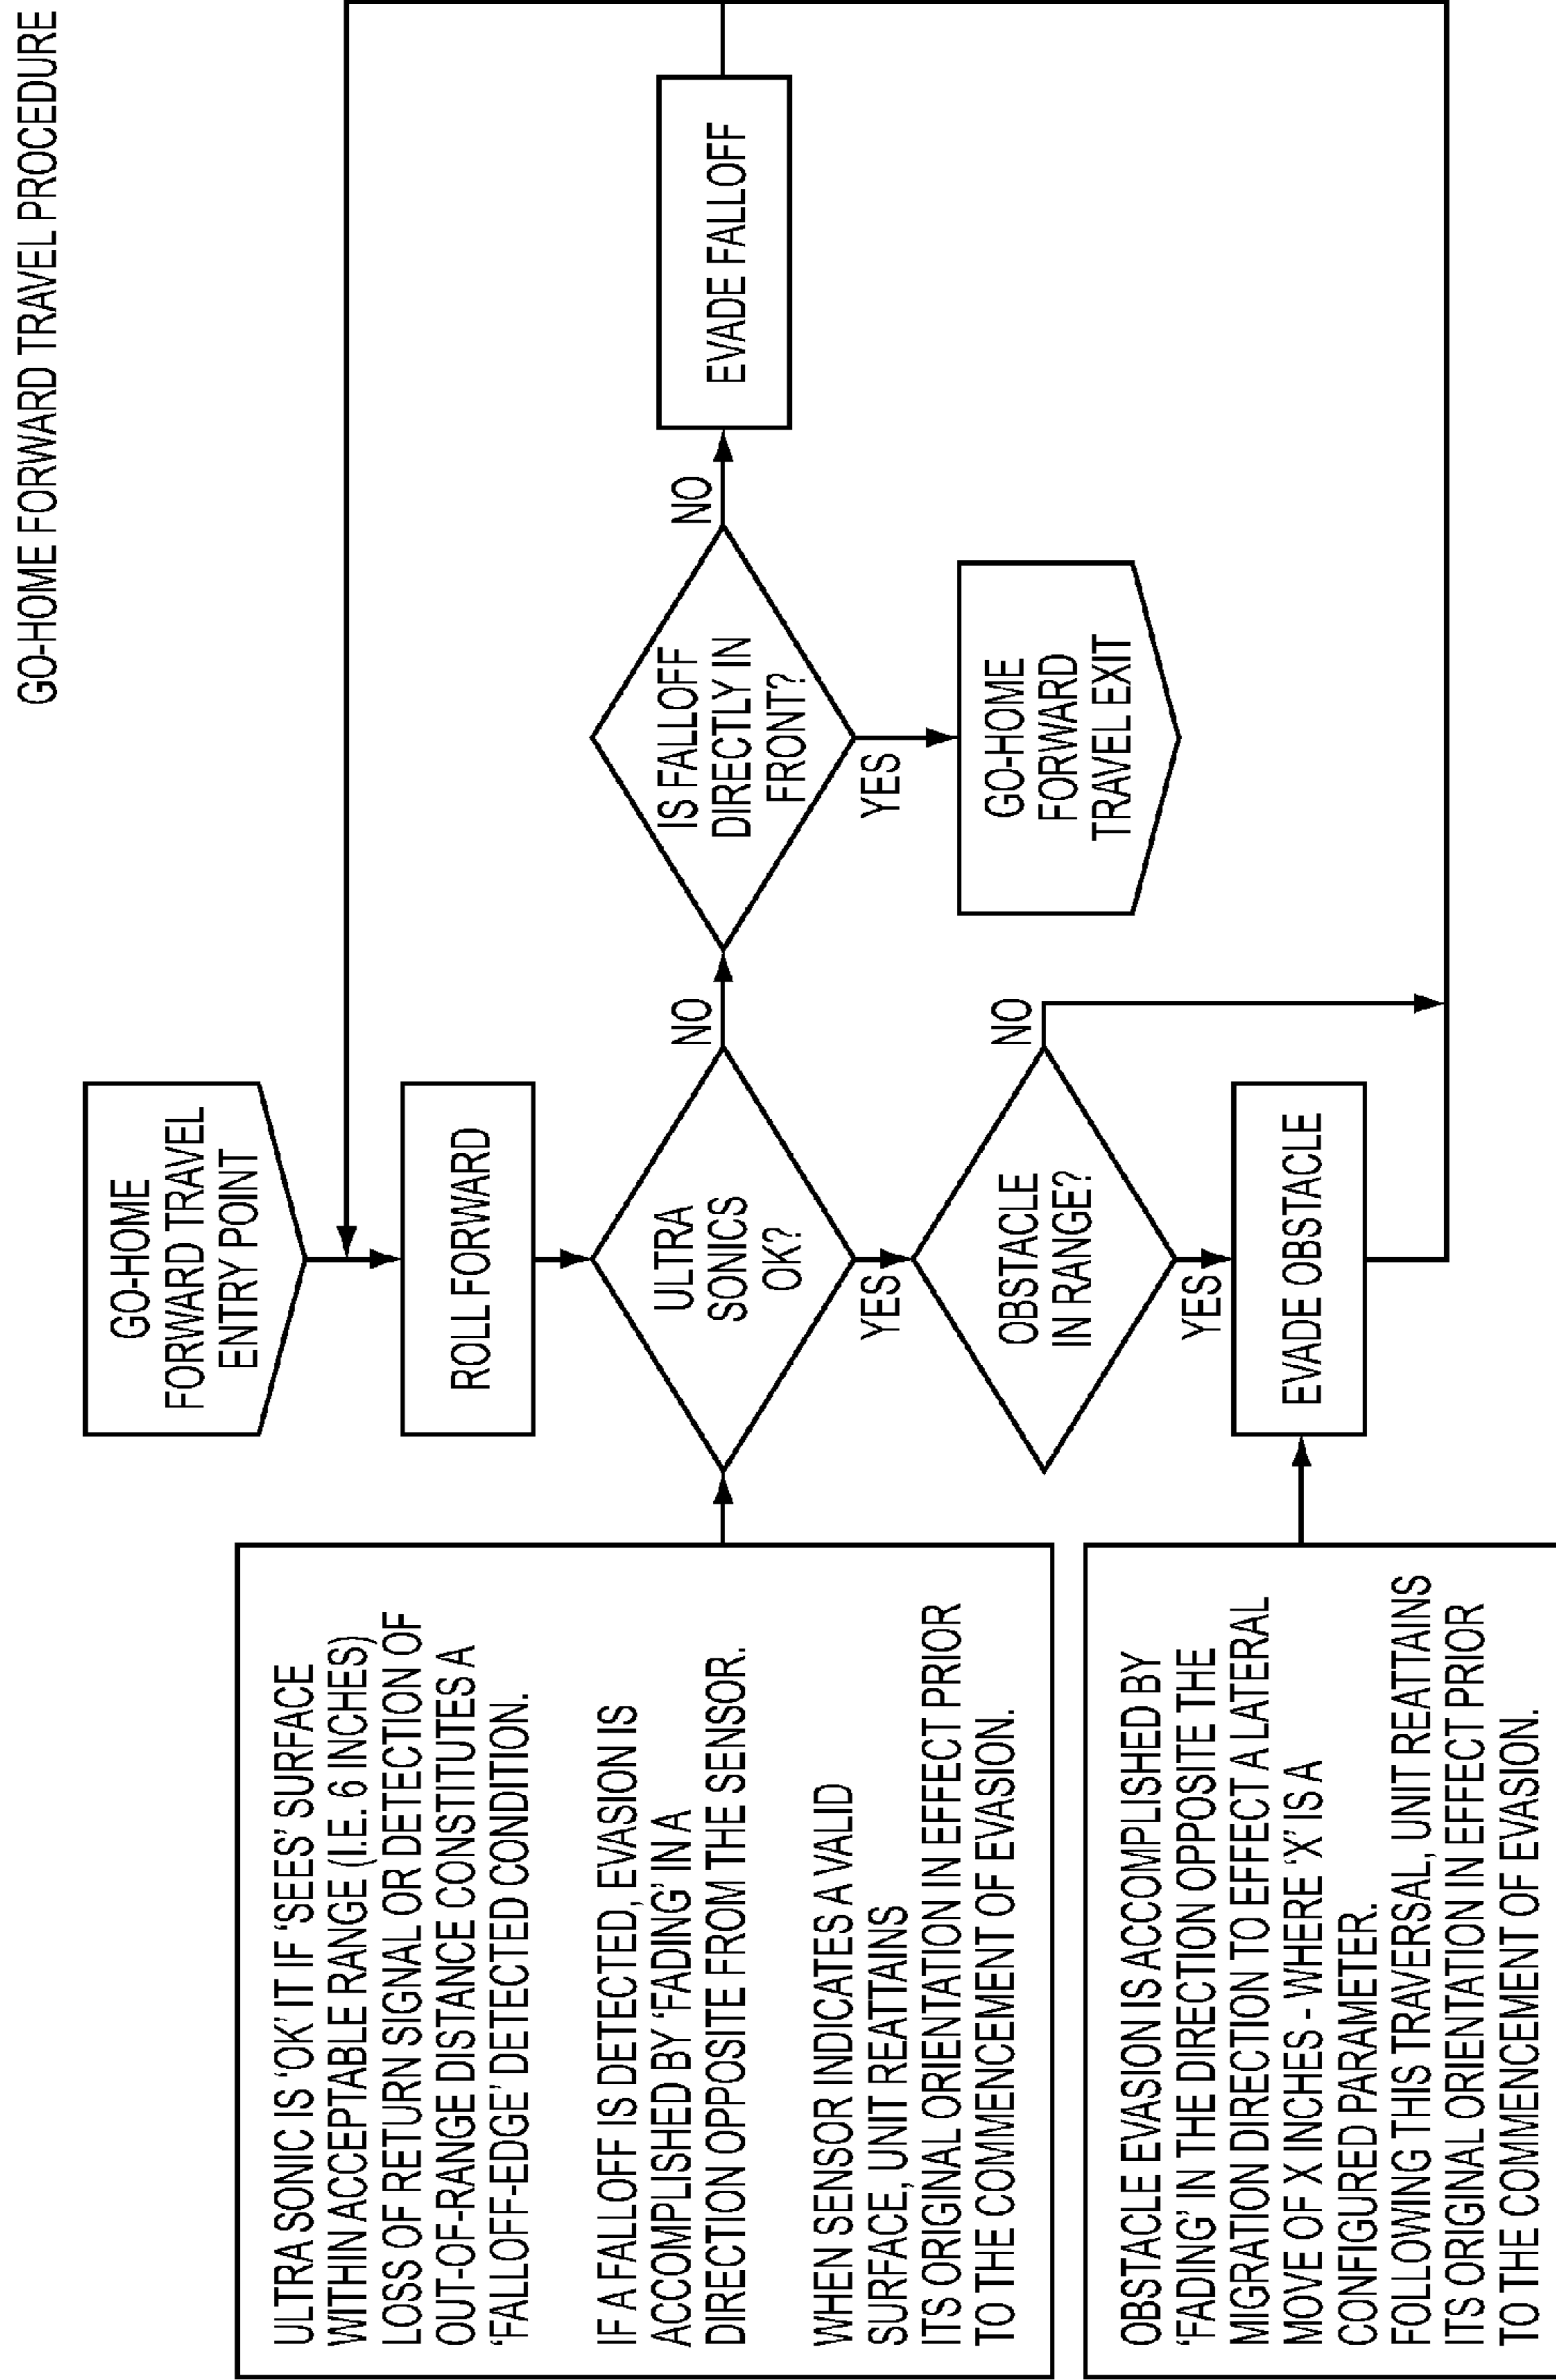 GO-HOME FORWARD TRAVEL PROCEDURE
GO-HOME
FORWARD TRAVEL
ENTRY POINT
ROLL FORWARD
ULTRA SONIC IS 'OK' IT IF 'SEES' SURFACE
WITHIN ACCEPTABLE RANGE (I.E. 6 INCHES)
LOSS OF RETURN SIGNAL OR DETECTION OF
OUT-OF-RANGE DISTANCE CONSTITUTES A
'FALLOFF-EDGE' DETECTED CONDITION.
IF A FALLOFF IS DETECTED, EVASION IS
ACCOMPLISHED BY 'FADING' IN A
DIRECTION OPPOSITE FROM THE SENSOR.
WHEN SENSOR INDICATES A VALID
SURFACE, UNIT REATTAINS
ITS ORIGINAL ORIENTATION IN EFFECT PRIOR
TO THE COMMENCEMENT OF EVASION.
ULTRA
SONICS
OK?
NO
YES
IS FALLOFF
DIRECTLY IN
FRONT?
NO
YES
EVADE FALLOFF
GO-HOME
FORWARD
TRAVEL EXIT
OBSTACLE
IN RANGE?
NO
YES
EVADE OBSTACLE
OBSTACLE EVASION IS ACCOMPLISHED BY
'FADING' IN THE DIRECTION OPPOSITE THE
MIGRATION DIRECTION TO EFFECT A LATERAL
MOVE OF X INCHES - WHERE 'X' IS A
CONFIGURED PARAMETER.
FOLLOWING THIS TRAVERSAL, UNIT REATTAINS
ITS ORIGINAL ORIENTATION IN EFFECT PRIOR
TO THE COMMENCEMENT OF EVASION.